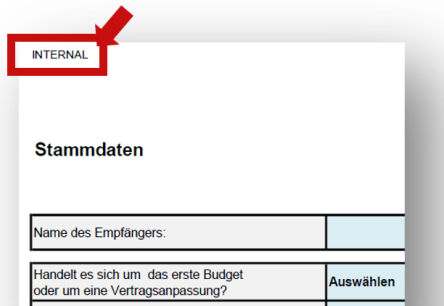 INTERNAL
Stammdaten
Name des Empfängers:
Handelt es sich um das erste Budget
oder um eine Vertragsanpassung?
Auswählen